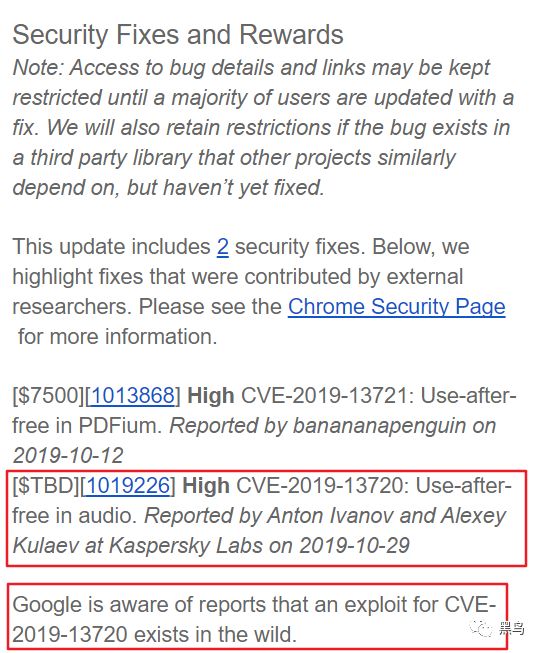 Security Fixes and Rewards
Note: Access to bug details and links may be kept
restricted until a majority of users are updated with a
fix. We will also retain restrictions if the bug exists in
a third party library that other projects similarly
depend on, but haven’t yet fixed.
This update includes 2 security fixes. Below, we
highlight fixes that were contributed by external
researchers. Please see the Chrome Security Page
for more information.
[$7500][1013868] High CVE-2019-13721: Use-after-
free in PDFium. Reported by banananapenguin on
2019-10-12
[$TBD][1019226] High CVE-2019-13720: Use-after-
free in audio. Reported by Anton Ivanov and Alexey
Kulaev at Kaspersky Labs on 2019-10-29
Google is aware of reports that an exploit for CVE-
2019-13720 exists in the wild.
黑鸟